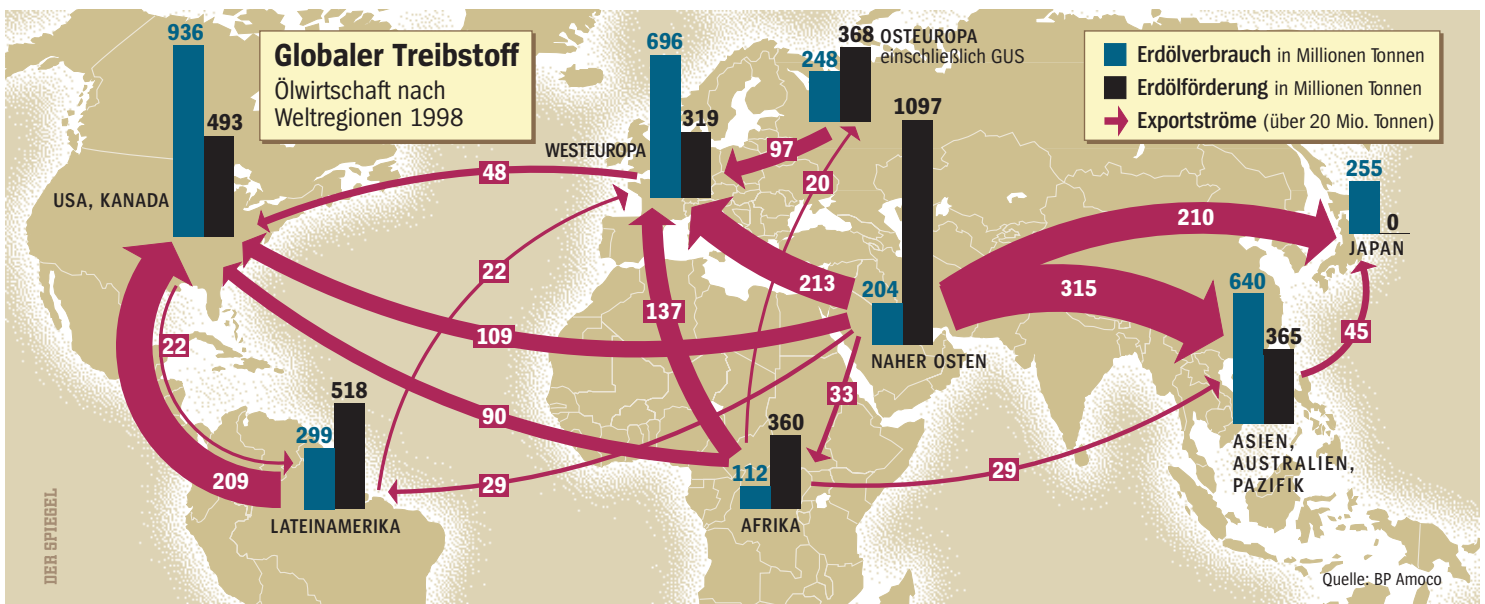 Globaler Treibstoff
Ölwirtschaft nach
Weltregionen 1998
Erdölverbrauch in Millionen Tonnen
Erdölförderung in Millionen Tonnen
Exportströme (über 20 Mio. Tonnen)
936
493
USA, KANADA
696
319
WESTEUROPA
248
368
OSTEUROPA
einschließlich GUS
1097
204
NAHER OSTEN
255
0
JAPAN
640
365
ASIEN,
AUSTRALIEN,
PAZIFIK
299
518
LATEINAMERIKA
112
360
AFRIKA
48
97
20
22
213
137
109
90
22
209
29
33
29
210
315
45
DER SPIEGEL
Quelle: BP Amoco